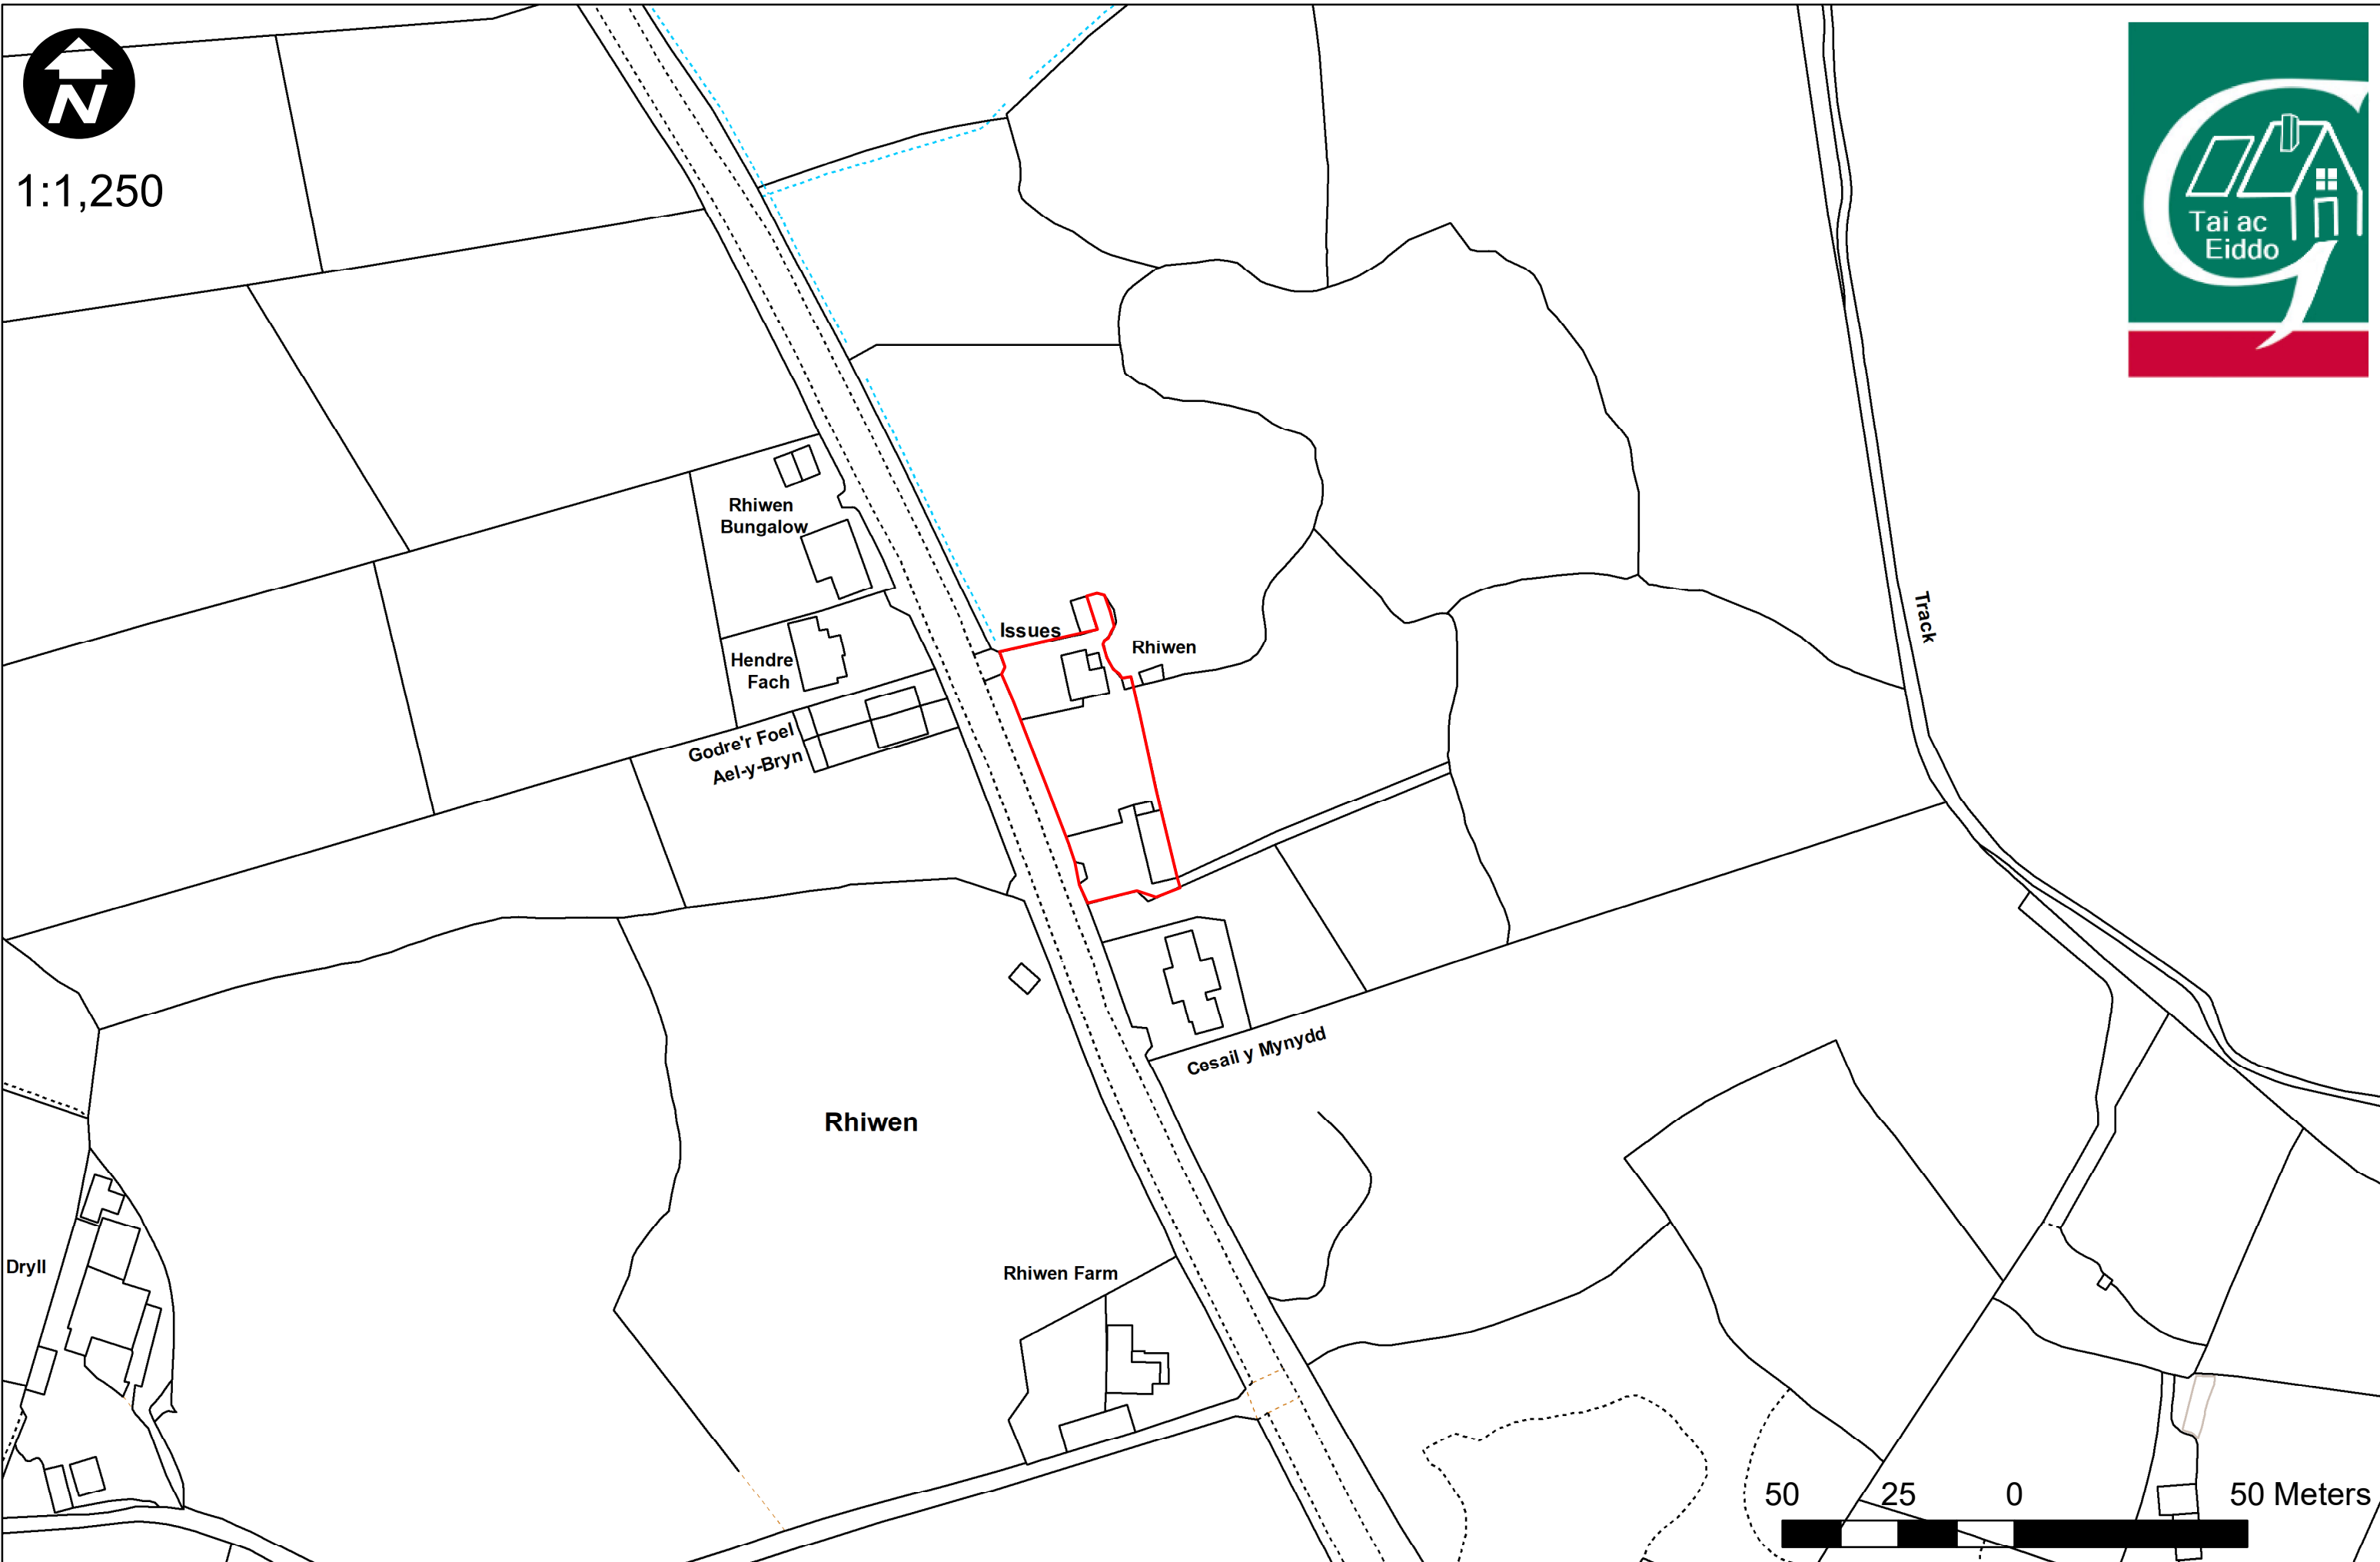 N
1:1,250
Tai ac
Eiddo
Rhiwen
Bungalow
Issues
Rhiwen
Track
Hendre
Fach
Godre'r Foel
Ael-y-Bryn
Cesail y Mynydd
Rhiwen
Dryll
Rhiwen Farm
50 25 0 50 Meters